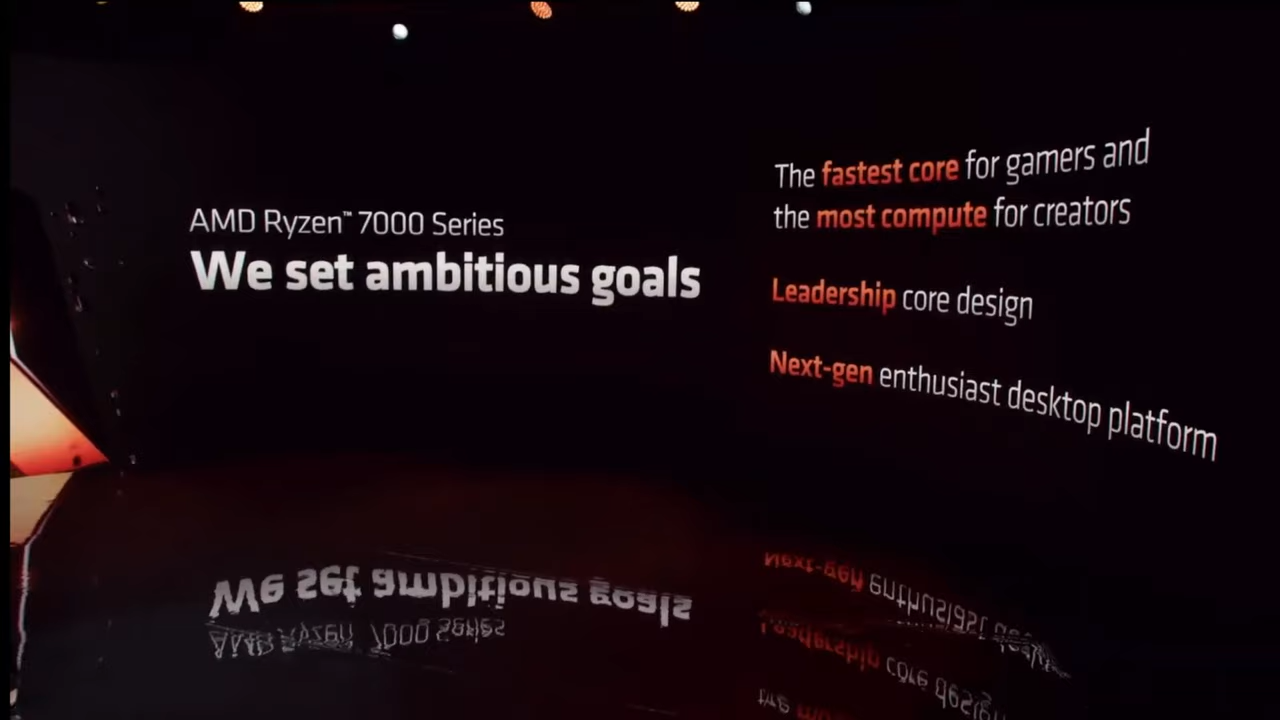 AMD Ryzen™ 7000 Series
We set ambitious goals
The fastest core for gamers and
the most compute for creators
Leadership core design
Next-gen enthusiast desktop platform